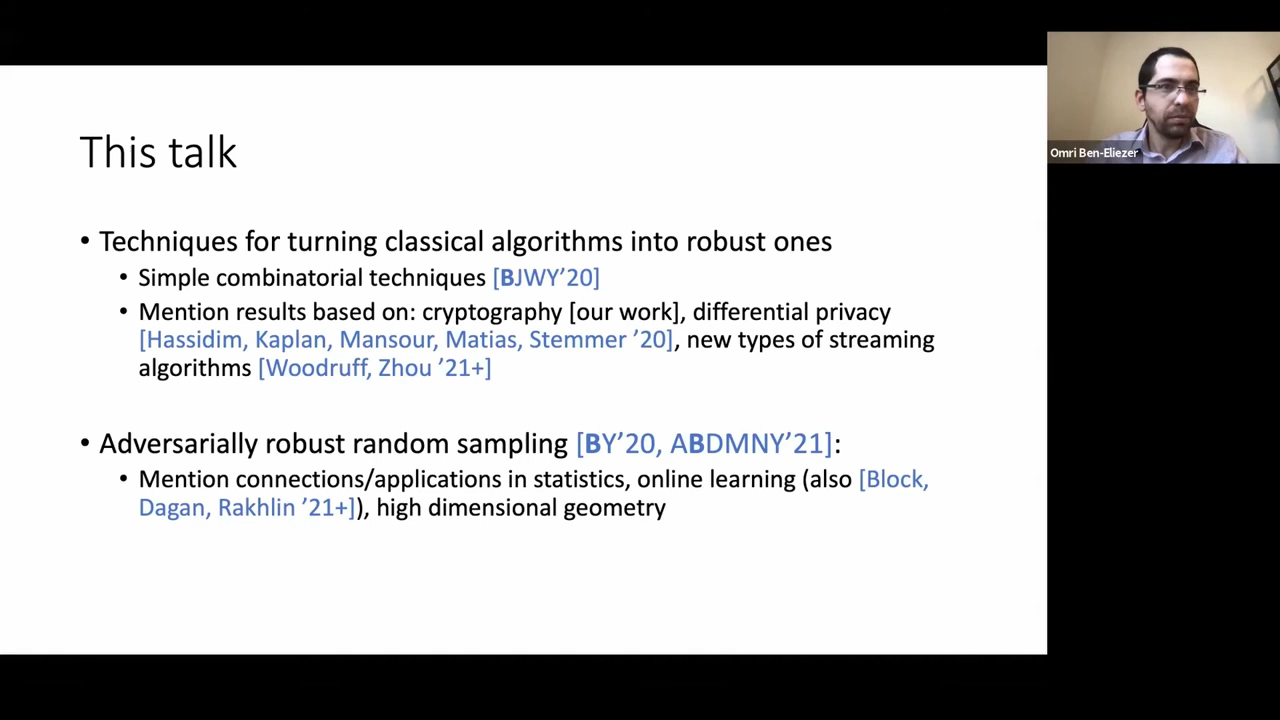 This talk
• Techniques for turning classical algorithms into robust ones
• Simple combinatorial techniques [BJWY’20]
• Mention results based on: cryptography [our work], differential privacy
[Hassidim, Kaplan, Mansour, Matias, Stemmer ’20], new types of streaming
algorithms [Woodruff, Zhou ’21+]
• Adversarially robust random sampling [BY’20, ABDMNY’21]:
• Mention connections/applications in statistics, online learning (also [Block,
Dagan, Rakhlin ’21+]), high dimensional geometry
Omri Ben-Eliezer